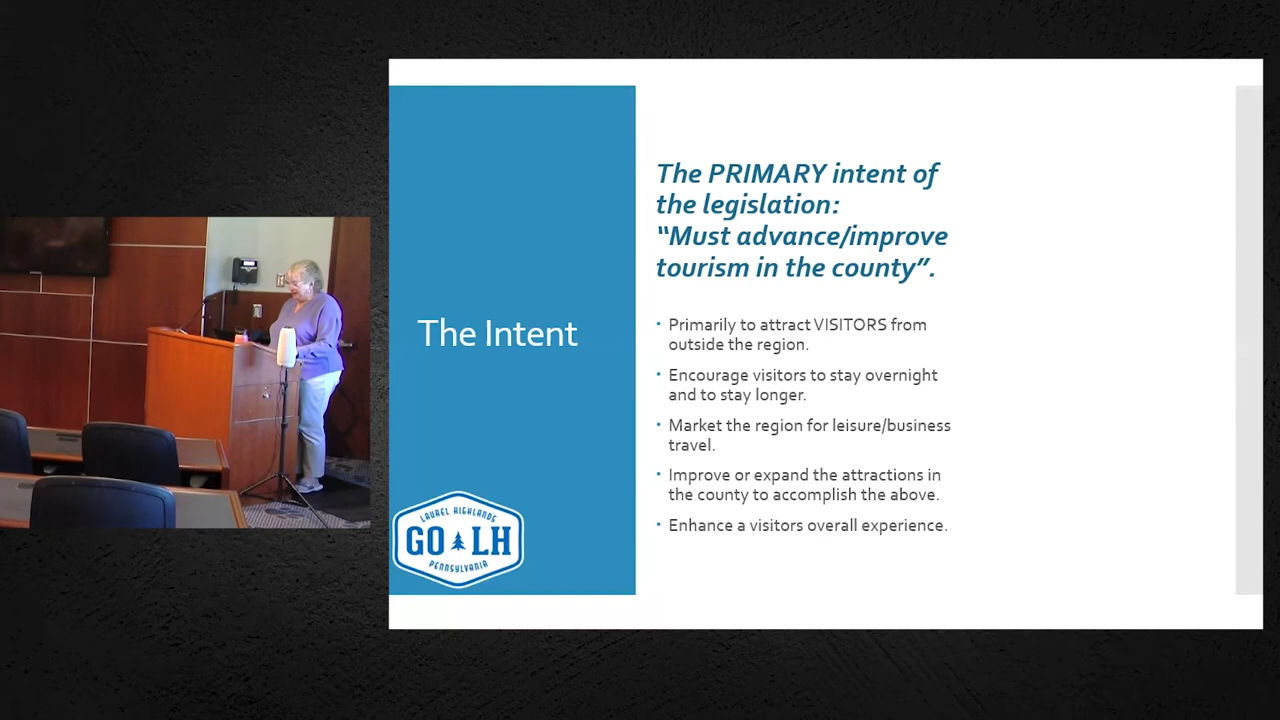 The PRIMARY intent of
the legislation:
“Must advance/improve
tourism in the county”.
The Intent
• Primarily to attract VISITORS from
outside the region.
• Encourage visitors to stay overnight
and to stay longer.
• Market the region for leisure/business
travel.
• Improve or expand the attractions in
the county to accomplish the above.
• Enhance a visitors overall experience.
LAUREL HIGHLANDS
GO LH
PENNSYLVANIA